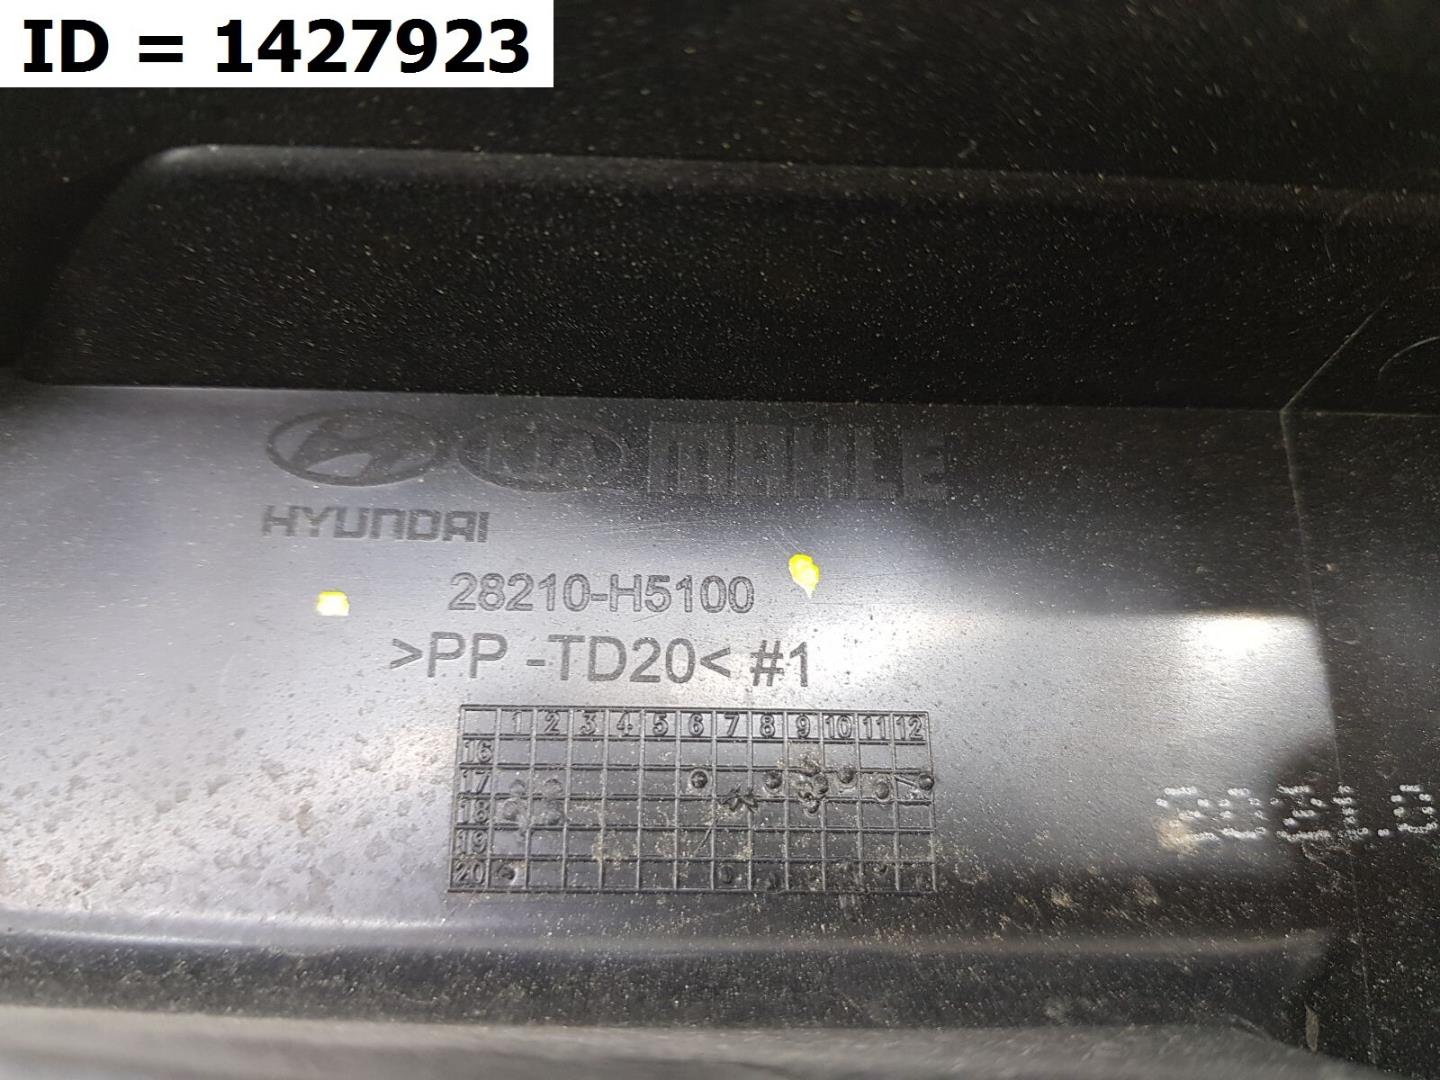 ID = 1427923
KIA MAHLE
HYUNDAI
28210-H5100
>PP -TD20< #1
1 2 3 4 5 6 7 8 9 10 11 12
16
17
18
19
20